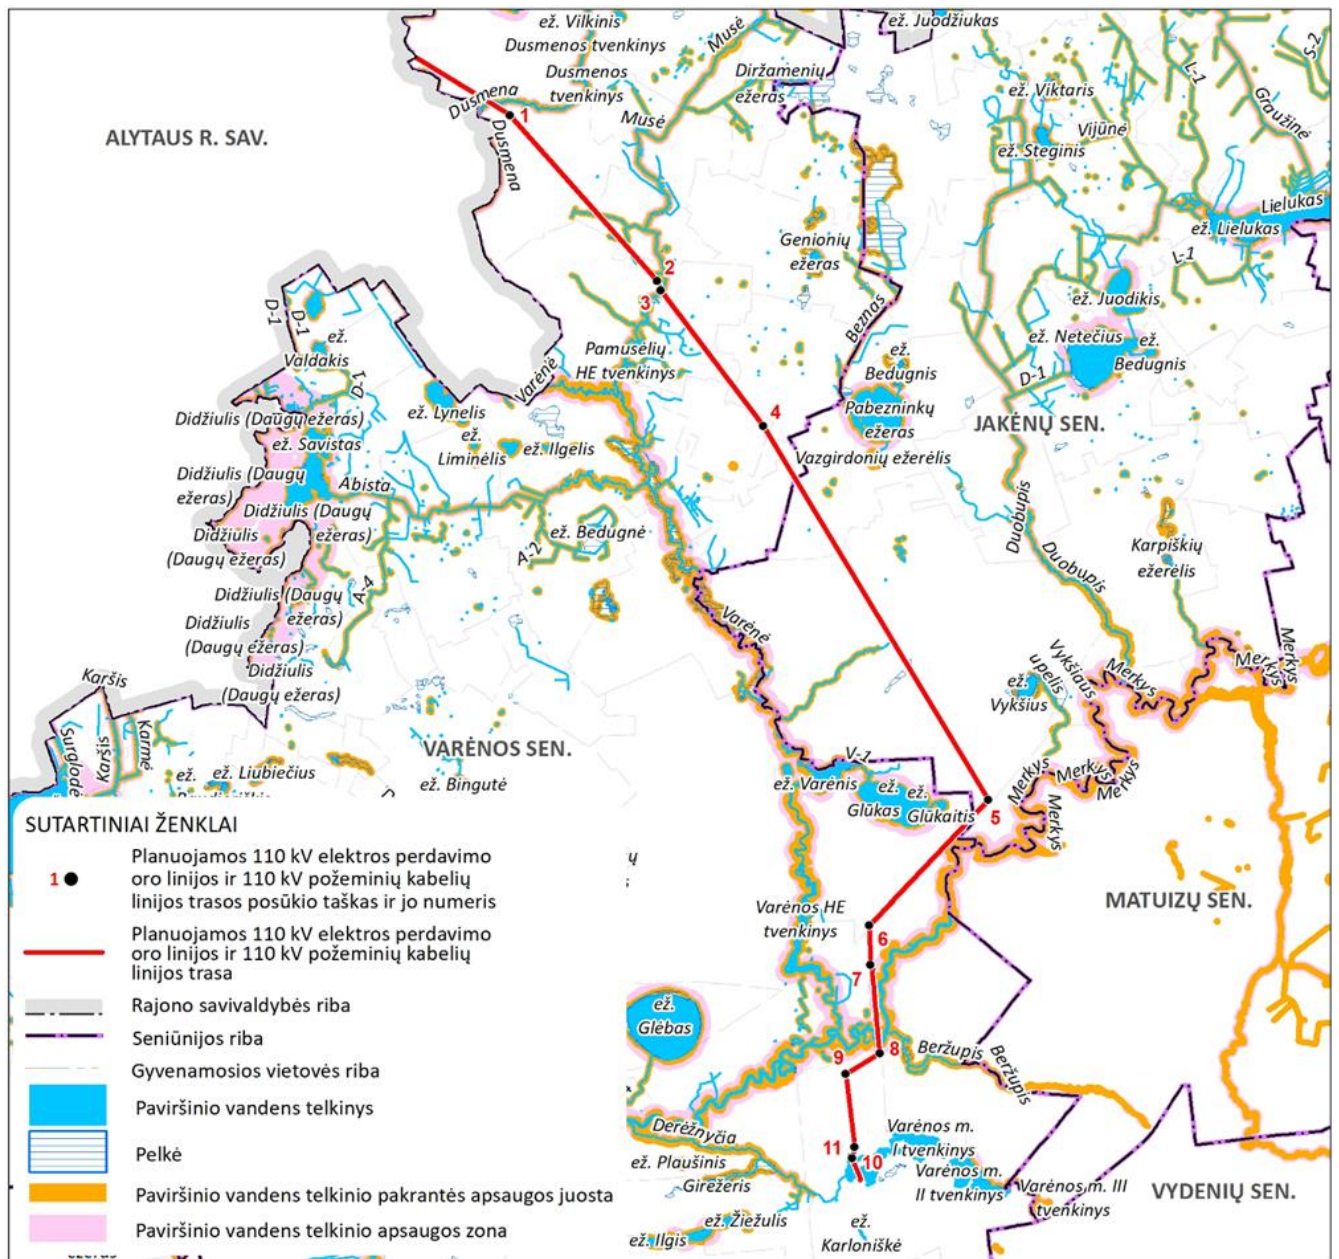 ež. Vilkinis
Dusmenos tvenkinys
Dusmenos
tvenkinys
Musė
ež. Juodžiukas
Diržamenių
ežeras
Dusmena
1
Dusmena
Musė
ALYTAUS R. SAV.
ež. Viktaris
Vijūnė
ež. Steginis
L-1
S-2
Groužinė
Lielukas
ež. Lielukas
L-1
Genionių
ežeras
2
3
Beznas
ež. Juodikis
ež. Netečius
ež.
Bedugnis
D-1
D-1
D-1
ež.
Valdakis
D-1
Pamusėlių
HE tvenkinys
Varėnė
ež.
Bedugnis
Pabezninkų
ežeras
Vazgirdonių ežerėlis
4
JAKĖNŲ SEN.
Didžiulis (Daugų ežeras)
ež. Savistas
ež. Lynelis
ež.
Liminėlis
ež. Ilgelis
Didžiulis (Daugų
ežeras)
Abista
Didžiulis (Daugų
ežeras)
Didžiulis
(Daugų ežeras)
ež. Bedugnė
A-2
A-4
Duobupis
Duobupis
Karpiškių
ežerėlis
Didžiulis (Daugų
ežeras)
Didžiulis
(Daugų ežeras)
Didžiulis
(Daugų ežeras)
Varėnė
Karšis
Surglodė
Karšis
Karmė
VARĖNOS SEN.
ež.
ež. Liubiečius
ež. Bingutė
ež.
Vykšius
Vykšiaus
upelis
Merkys
Merkys
Merkys
Merkys
Merkys
Merkys
Merkys
V-1
ež. Varėnis
ež.
Glūkas
ež.
Glūkaitis
5
MATUIZŲ SEN.
Varėnos HE
tvenkinys
6
7
ež.
Glėbas
8
9
Beržupis
Beržupis
Derėžnyčia
ež. Plaušinis
Girežeris
11
10
Varėnos m.
I tvenkinys
Varėnos m.
II tvenkinys
Varėnos m. III
tvenkinys
VYDENIŲ SEN.
ež. Žiežulis
ež. Ilgis
ež.
Karloniškė
SUTARTINIAI ŽENKLAI
1
Planuojamos 110 kV elektros perdavimo
oro linijos ir 110 kV požeminių kabelių
linijos trasos posūkio taškas ir jo numeris
Planuojamos 110 kV elektros perdavimo
oro linijos ir 110 kV požeminių kabelių
linijos trasa
Rajono savivaldybės riba
Seniūnijos riba
Gyvenamosios vietovės riba
Paviršinio vandens telkinys
Pelkė
Paviršinio vandens telkinio pakrantės apsaugos juosta
Paviršinio vandens telkinio apsaugos zona